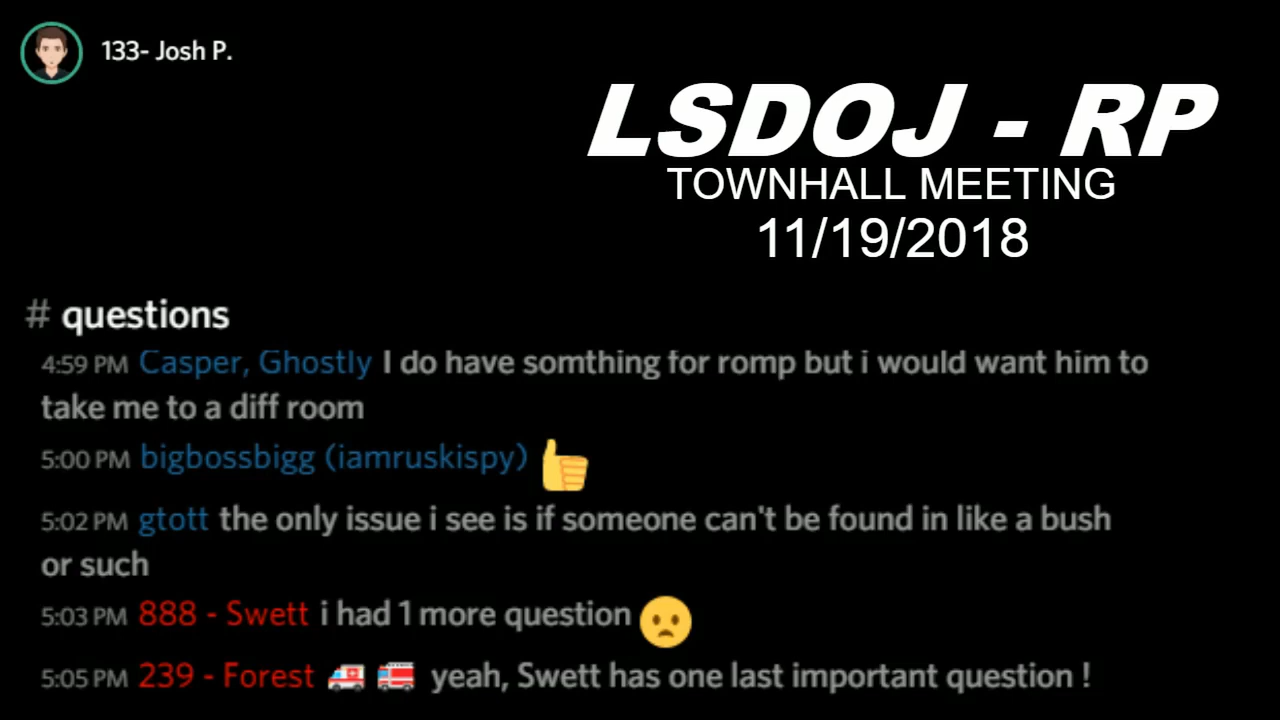 133- Josh P.
LSDOJ - RP
TOWNHALL MEETING
11/19/2018
# questions
4:59 PM Casper, Ghostly I do have somthing for romp but i would want him to
take me to a diff room
5:00 PM bigbossbigg (iamruskispy) 👍
5:02 PM gtott the only issue i see is if someone can't be found in like a bush
or such
5:03 PM 888 - Swett i had 1 more question 😦
5:05 PM 239 - Forest 🚑 🚒 yeah, Swett has one last important question !